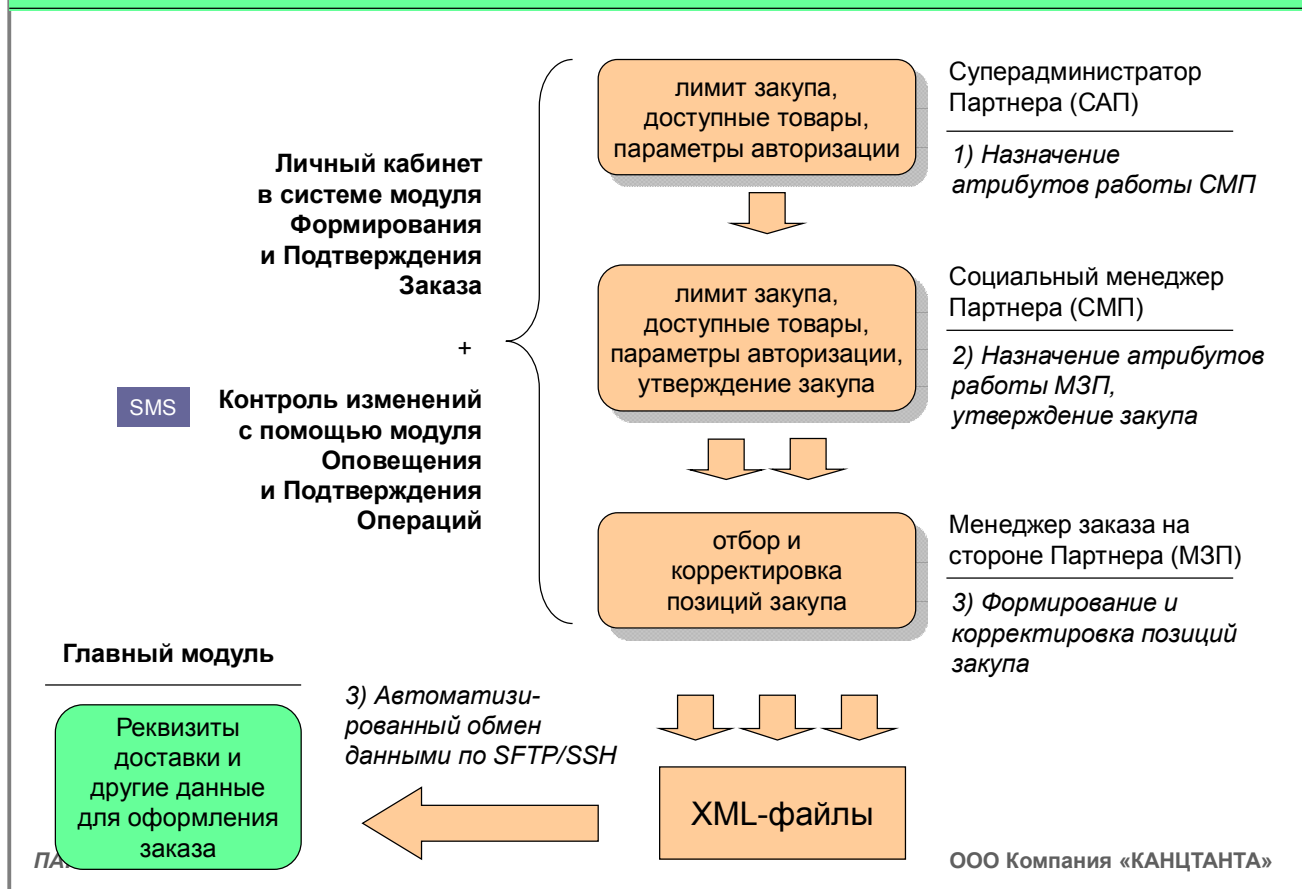 лимит закупа,
доступные товары,
параметры авторизации
Суперадминистратор
Партнера (САП)
1) Назначение
атрибутов работы СМП
Личный кабинет
в системе модуля
Формирования
и Подтверждения
Заказа
+
SMS
Контроль изменений
с помощью модуля
Оповещения
и Подтверждения
Операций
лимит закупа,
доступные товары,
параметры авторизации,
утверждение закупа
Социальный менеджер
Партнера (СМП)
2) Назначение атрибутов
работы МЗП,
утверждение закупа
отбор и
корректировка
позиций закупа
Менеджер заказа на
стороне Партнера (МЗП)
3) Формирование и
корректировка позиций
закупа
Главный модуль
Реквизиты
доставки и
другие данные
для оформления
заказа
3) Автоматизи-
рованный обмен
данными по SFTP/SSH
XML-файлы
ООО Компания «КАНЦТАНТА»